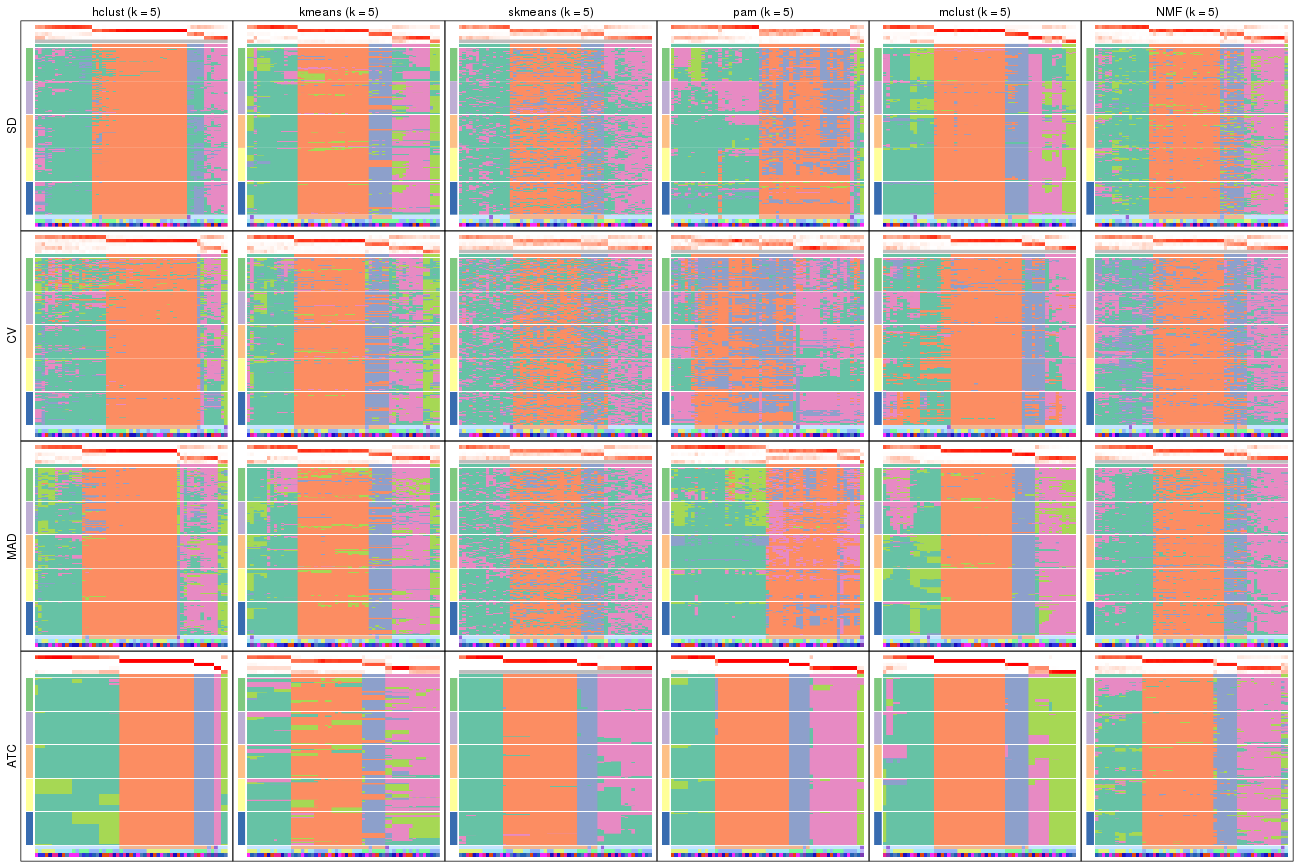 hclust (k = 5) kmeans (k = 5) skmeans (k = 5) pam (k = 5) mclust (k = 5) NMF (k = 5)
SD
CV
MAD
ATC